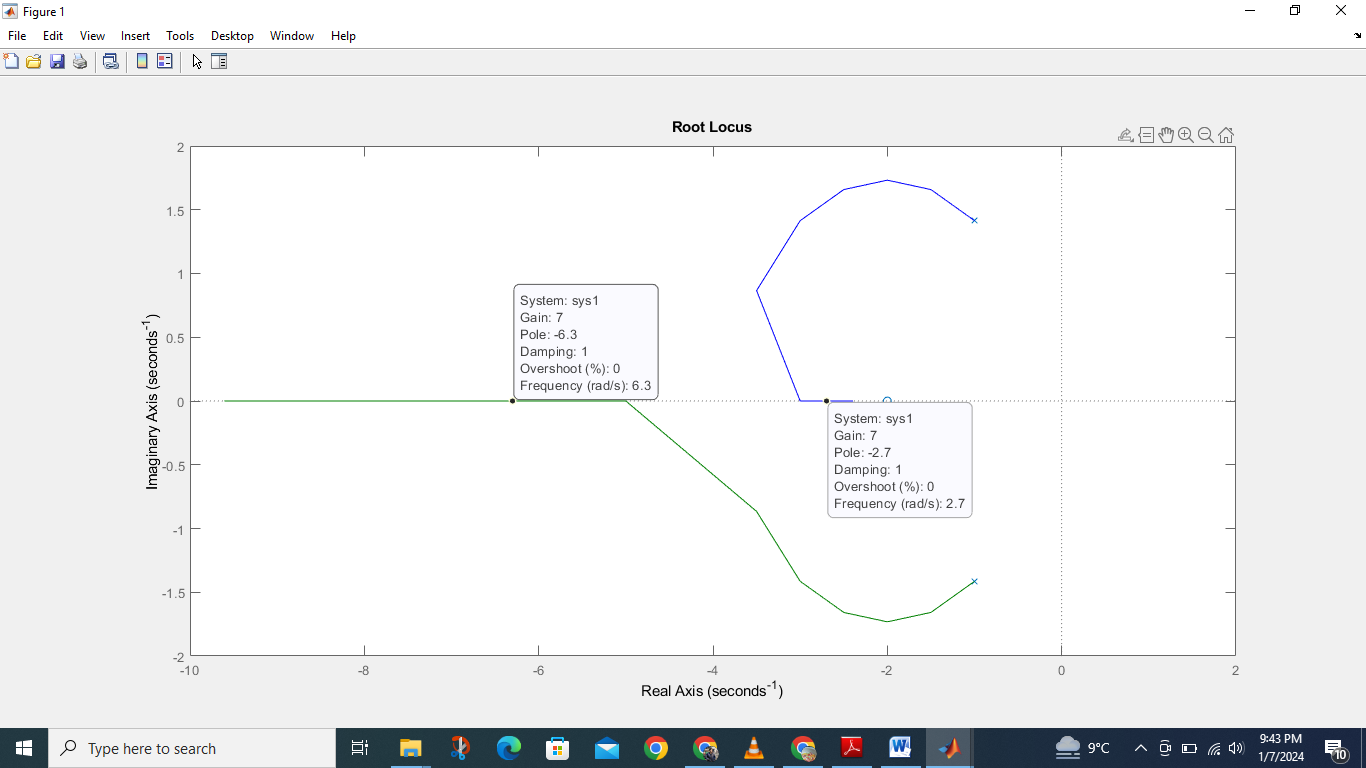 Figure 1
File Edit View Insert Tools Desktop Window Help
Root Locus
2
1.5
1
0.5
0
-0.5
-1
-1.5
-2
Imaginary Axis (seconds⁻¹)
System: sys1
Gain: 7
Pole: -6.3
Damping: 1
Overshoot (%): 0
Frequency (rad/s): 6.3
System: sys1
Gain: 7
Pole: -2.7
Damping: 1
Overshoot (%): 0
Frequency (rad/s): 2.7
-10 -8 -6 -4 -2 0 2
Real Axis (seconds⁻¹)
Type here to search
W
9°C
9:43 PM
1/7/2024
10